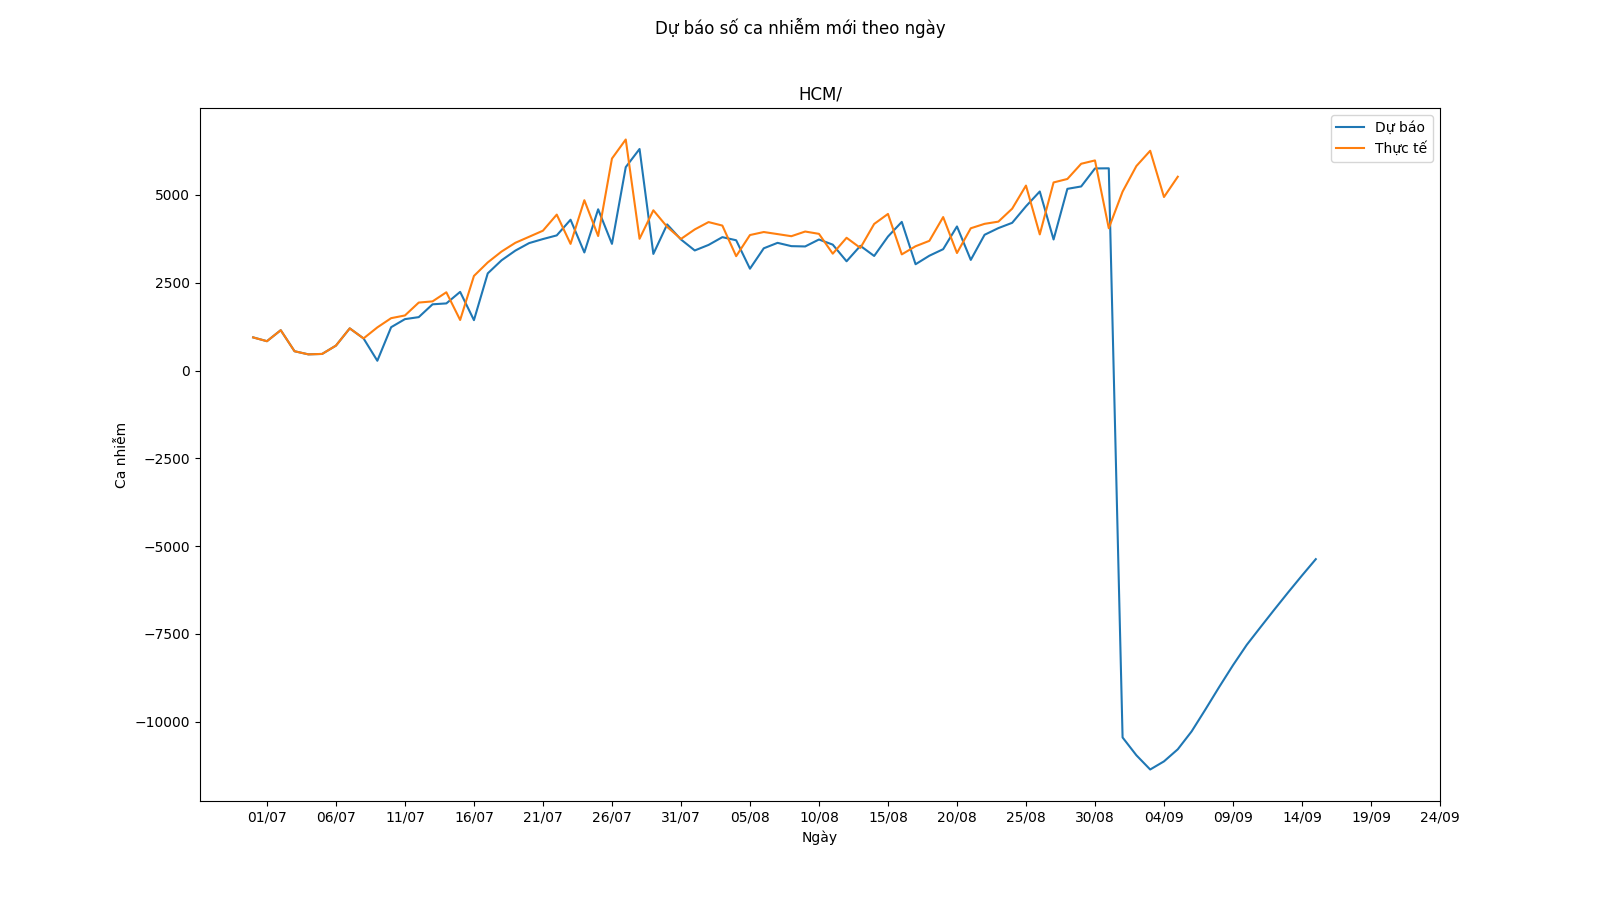 Dự báo số ca nhiễm mới theo ngày
HCM/
Dự báo
Thực tế
5000
2500
0
−2500
−5000
−7500
−10000
Ca nhiễm
01/07 06/07 11/07 16/07 21/07 26/07 31/07 05/08 10/08 15/08 20/08 25/08 30/08 04/09 09/09 14/09 19/09 24/09
Ngày